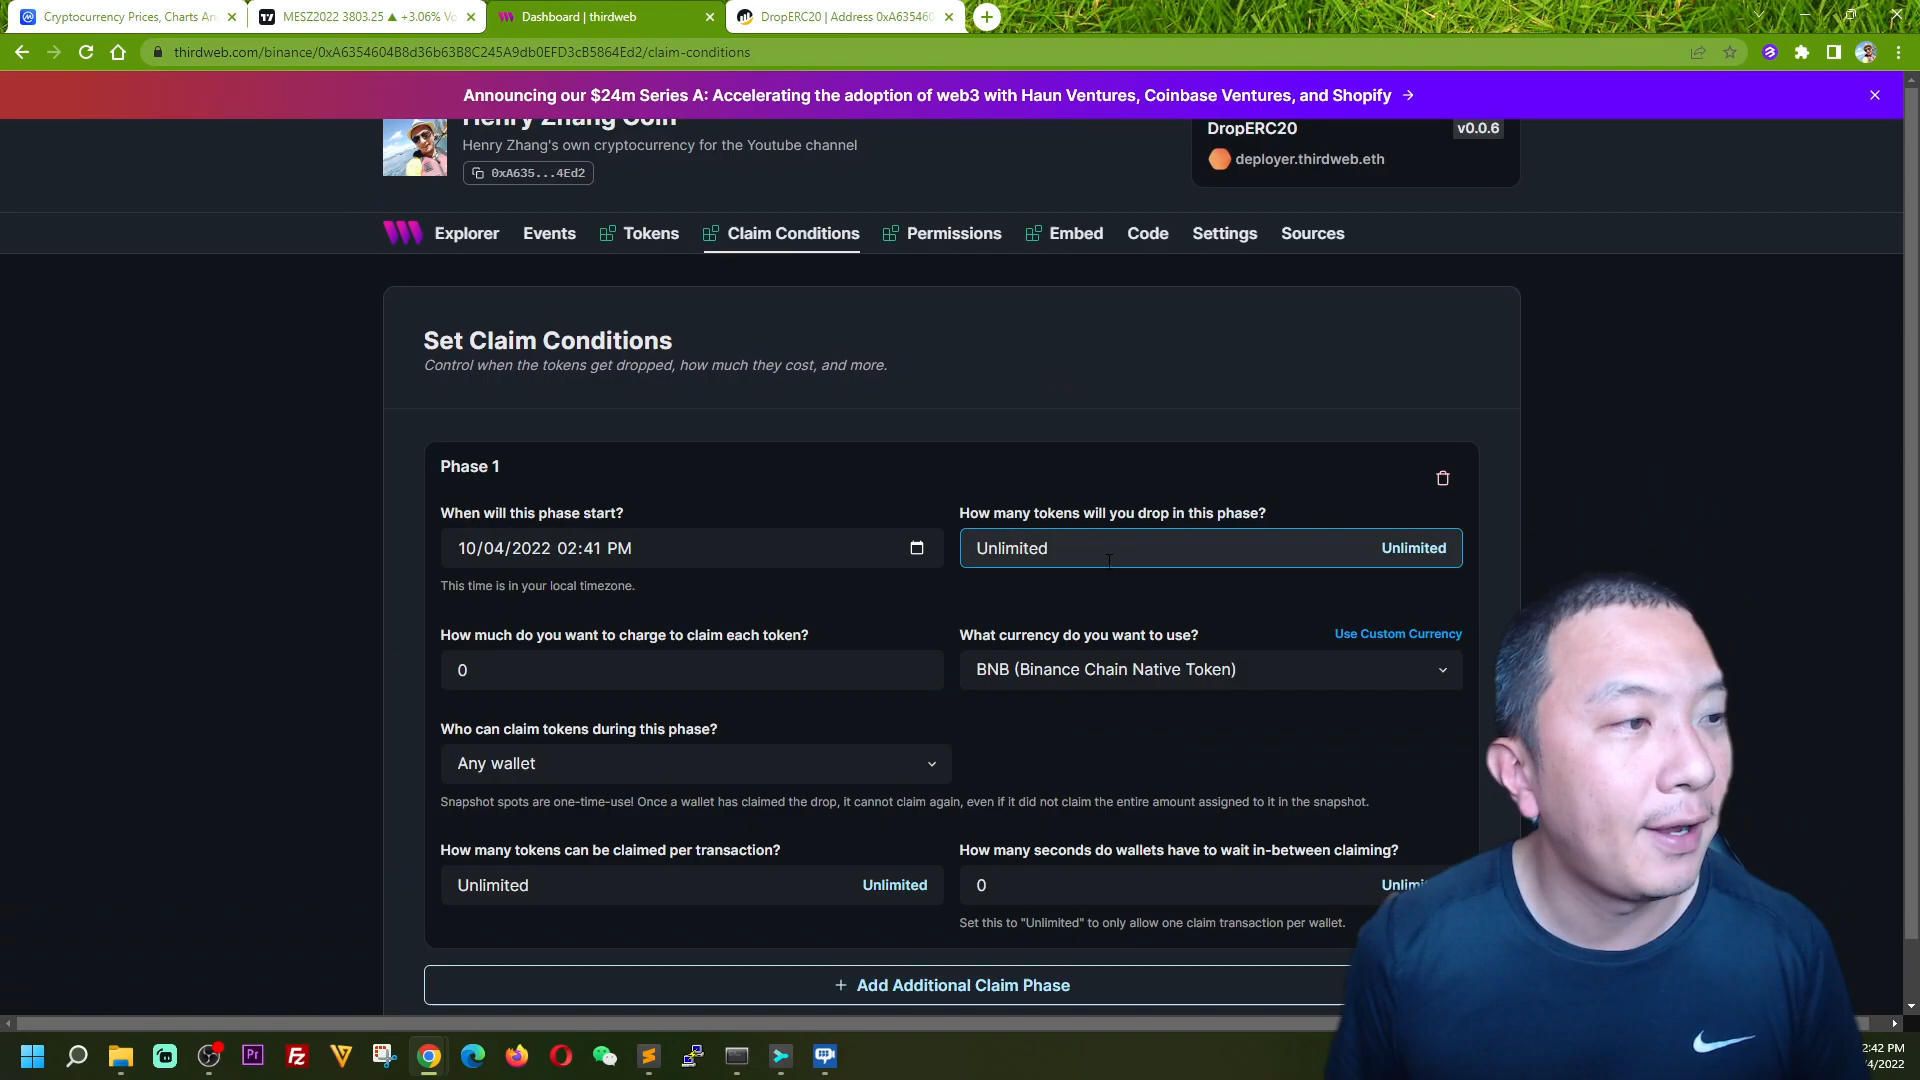 Cryptocurrency Prices, Charts An
MESZ2022 3803.25 ▲ +3.06% Vo
Dashboard | thirdweb
DropERC20 | Address 0xA635460
thirdweb.com/binance/0xA6354604B8d36b63B8C245A9db0EFD3cB5864Ed2/claim-conditions
Announcing our $24m Series A: Accelerating the adoption of web3 with Haun Ventures, Coinbase Ventures, and Shopify →
Henry Zhang Coin
Henry Zhang's own cryptocurrency for the Youtube channel
0xA635...4Ed2
DropERC20
v0.0.6
deployer.thirdweb.eth
Explorer
Events
Tokens
Claim Conditions
Permissions
Embed
Code
Settings
Sources
Set Claim Conditions
Control when the tokens get dropped, how much they cost, and more.
Phase 1
When will this phase start?
10/04/2022 02:41 PM
This time is in your local timezone.
How many tokens will you drop in this phase?
Unlimited
Unlimited
How much do you want to charge to claim each token?
0
What currency do you want to use?
Use Custom Currency
BNB (Binance Chain Native Token)
Who can claim tokens during this phase?
Any wallet
Snapshot spots are one-time-use! Once a wallet has claimed the drop, it cannot claim again, even if it did not claim the entire amount assigned to it in the snapshot.
How many tokens can be claimed per transaction?
Unlimited
Unlimited
How many seconds do wallets have to wait in-between claiming?
0
Unlimi
Set this to "Unlimited" to only allow one claim transaction per wallet.
+ Add Additional Claim Phase
Pr
Fz
2:42 PM
/4/2022